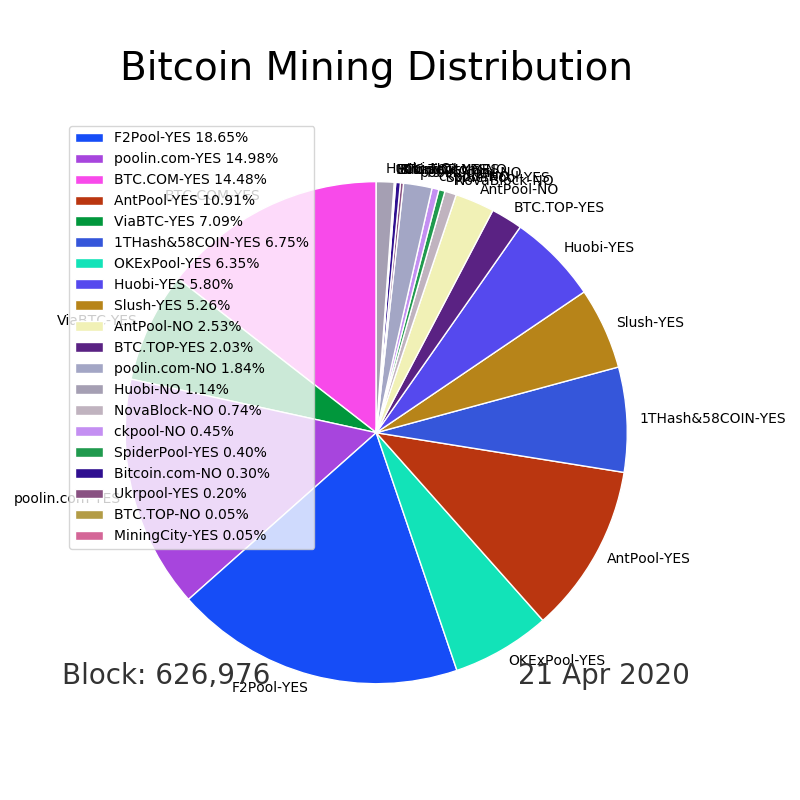 Bitcoin Mining Distribution
F2Pool-YES 18.65%
poolin.com-YES 14.98%
BTC.COM-YES 14.48%
AntPool-YES 10.91%
ViaBTC-YES 7.09%
1THash&58COIN-YES 6.75%
OKExPool-YES 6.35%
Huobi-YES 5.80%
Slush-YES 5.26%
AntPool-NO 2.53%
BTC.TOP-YES 2.03%
poolin.com-NO 1.84%
Huobi-NO 1.14%
NovaBlock-NO 0.74%
ckpool-NO 0.45%
SpiderPool-YES 0.40%
Bitcoin.com-NO 0.30%
Ukrpool-YES 0.20%
BTC.TOP-NO 0.05%
MiningCity-YES 0.05%
BTC.COM-YES
ViaBTC-YES
poolin.com-YES
F2Pool-YES
OKExPool-YES
AntPool-YES
1THash&58COIN-YES
Slush-YES
Huobi-YES
BTC.TOP-YES
AntPool-NO
NovaBlock-NO
Block: 626,976
21 Apr 2020